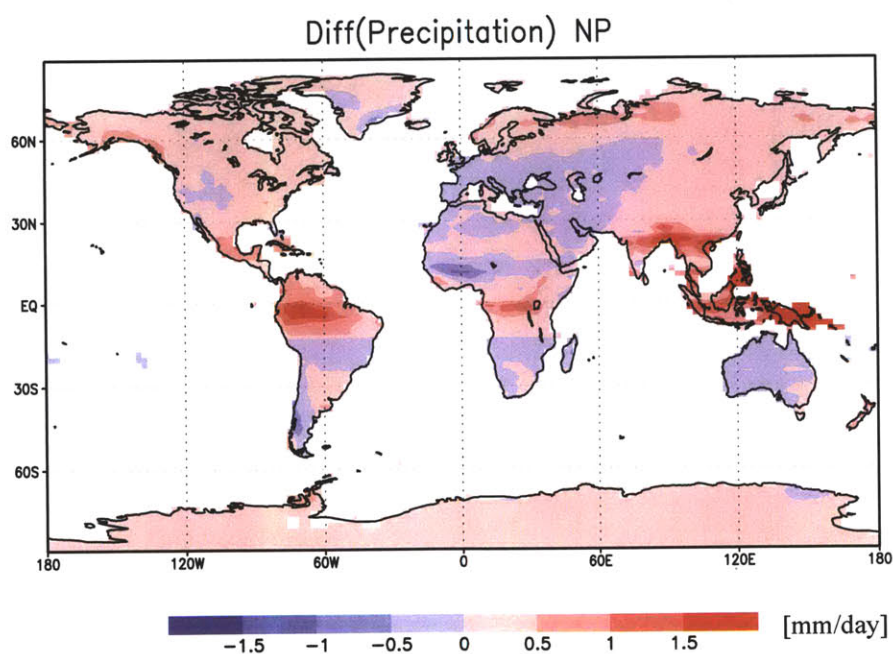 Diff(Precipitation) NP
60N
30N
EQ
30S
60S
180 120W 60W 0 60E 120E 180
-1.5 -1 -0.5 0 0.5 1 1.5 [mm/day]